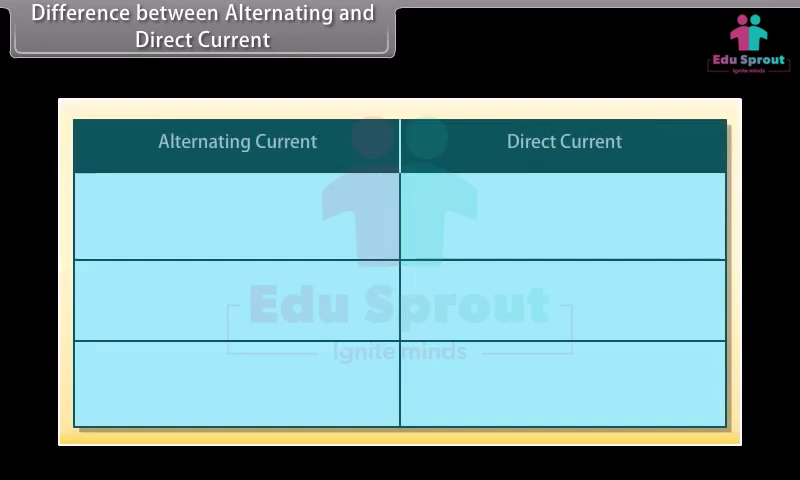 Difference between Alternating and
Direct Current
Edu Sprout
Ignite minds
Alternating Current
Direct Current
Edu Sprout
Ignite minds